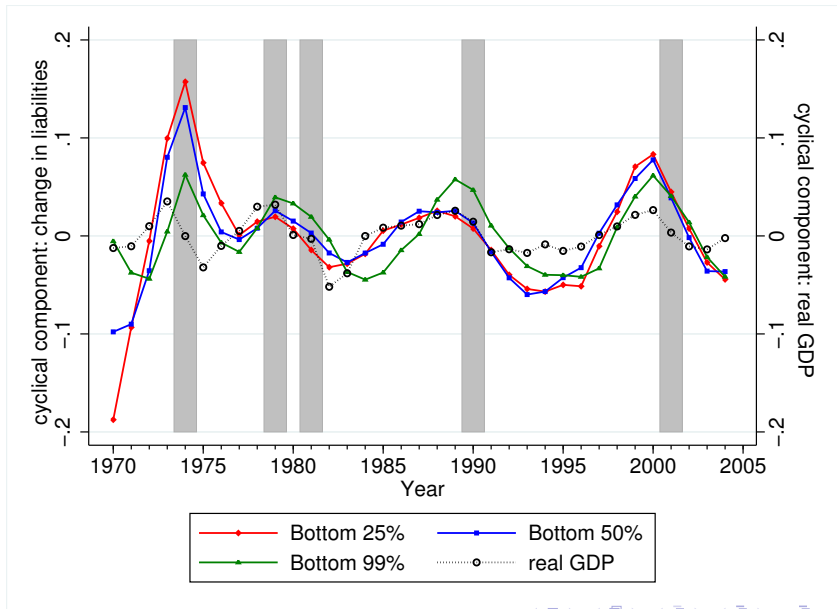 .2
.1
0
-.1
-.2
cyclical component: change in liabilities
.2
.1
0
-.1
-.2
cyclical component: real GDP
1970 1975 1980 1985 1990 1995 2000 2005
Year
Bottom 25% Bottom 50%
Bottom 99% real GDP